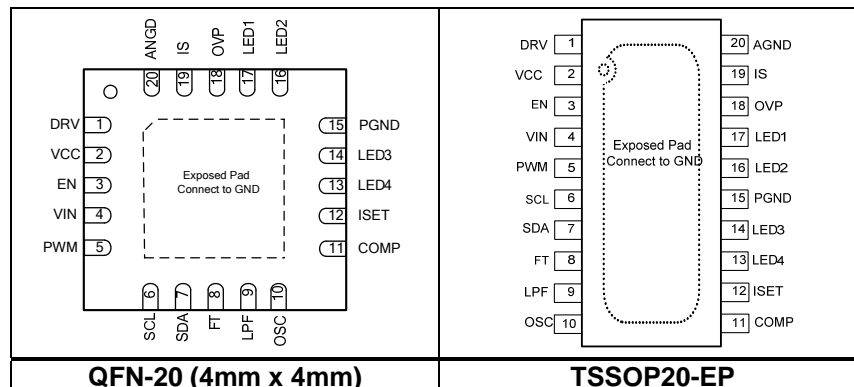 ANGD IS OVP LED1 LED2
20 19 18 17 16
DRV 1
VCC 2
EN 3
VIN 4
PWM 5
Exposed Pad
Connect to GND
15 PGND
14 LED3
13 LED4
12 ISET
11 COMP
6 7 8 9 10
SCL SDA FT LPF OSC
QFN-20 (4mm x 4mm)
DRV 1
VCC 2
EN 3
VIN 4
PWM 5
SCL 6
SDA 7
FT 8
LPF 9
OSC 10
Exposed Pad
Connect to GND
20 AGND
19 IS
18 OVP
17 LED1
16 LED2
15 PGND
14 LED3
13 LED4
12 ISET
11 COMP
TSSOP20-EP